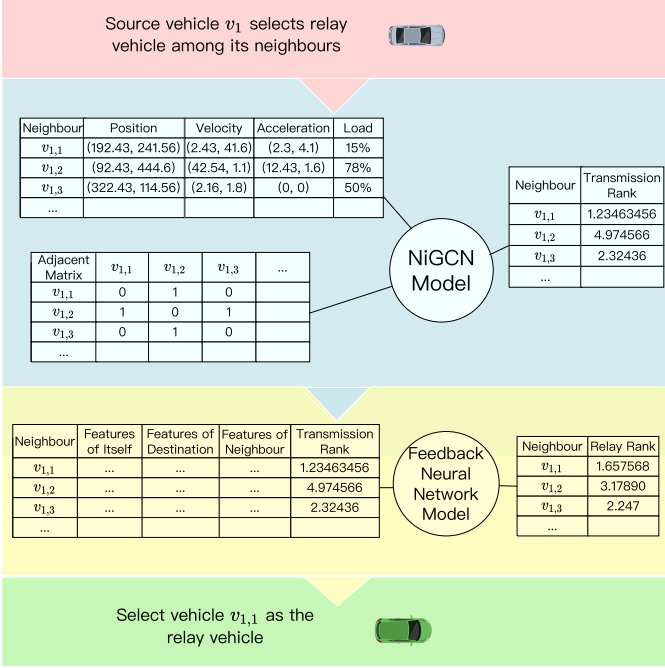 Source vehicle v1 selects relay
vehicle among its neighbours
Neighbour Position Velocity Acceleration Load
v1,1 (192.43, 241.56) (2.43, 41.6) (2.3, 4.1) 15%
v1,2 (92.43, 444.6) (42.54, 1.1) (12.43, 1.6) 78%
v1,3 (322.43, 114.56) (2.16, 1.8) (0, 0) 50%
...
Adjacent
Matrix v1,1 v1,2 v1,3 ...
v1,1 0 1 0
v1,2 1 0 1
v1,3 0 1 0
...
NiGCN
Model
Neighbour Transmission
Rank
v1,1 1.23463456
v1,2 4.974566
v1,3 2.32436
...
Neighbour Features
of Itself Features of
Destination Features of
Neighbour Transmission
Rank
v1,1 ... ... ... 1.23463456
v1,2 ... ... ... 4.974566
v1,3 ... ... ... 2.32436
...
Feedback
Neural
Network
Model
Neighbour Relay Rank
v1,1 1.657568
v1,2 3.17890
v1,3 2.247
...
Select vehicle v1,1 as the
relay vehicle